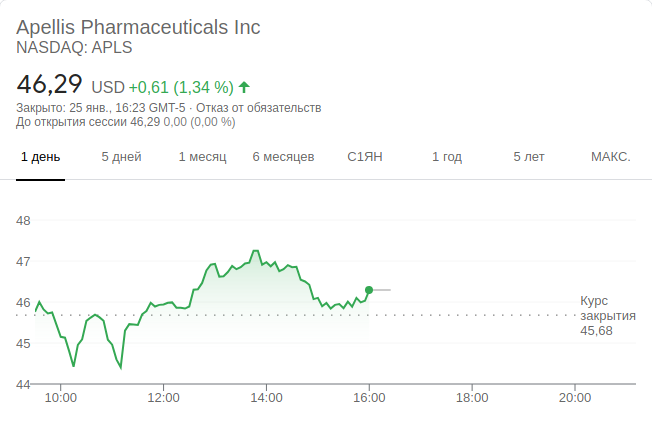 Apellis Pharmaceuticals Inc
NASDAQ: APLS
46,29 USD +0,61 (1,34 %)
Закрыто: 25 янв., 16:23 GMT-5 · Отказ от обязательств
До открытия сессии 46,29 0,00 (0,00 %)
1 день 5 дней 1 месяц 6 месяцев С1ЯН 1 год 5 лет МАКС.
48
47
46
45
44
Курс
закрытия
45,68
10:00 12:00 14:00 16:00 18:00 20:00